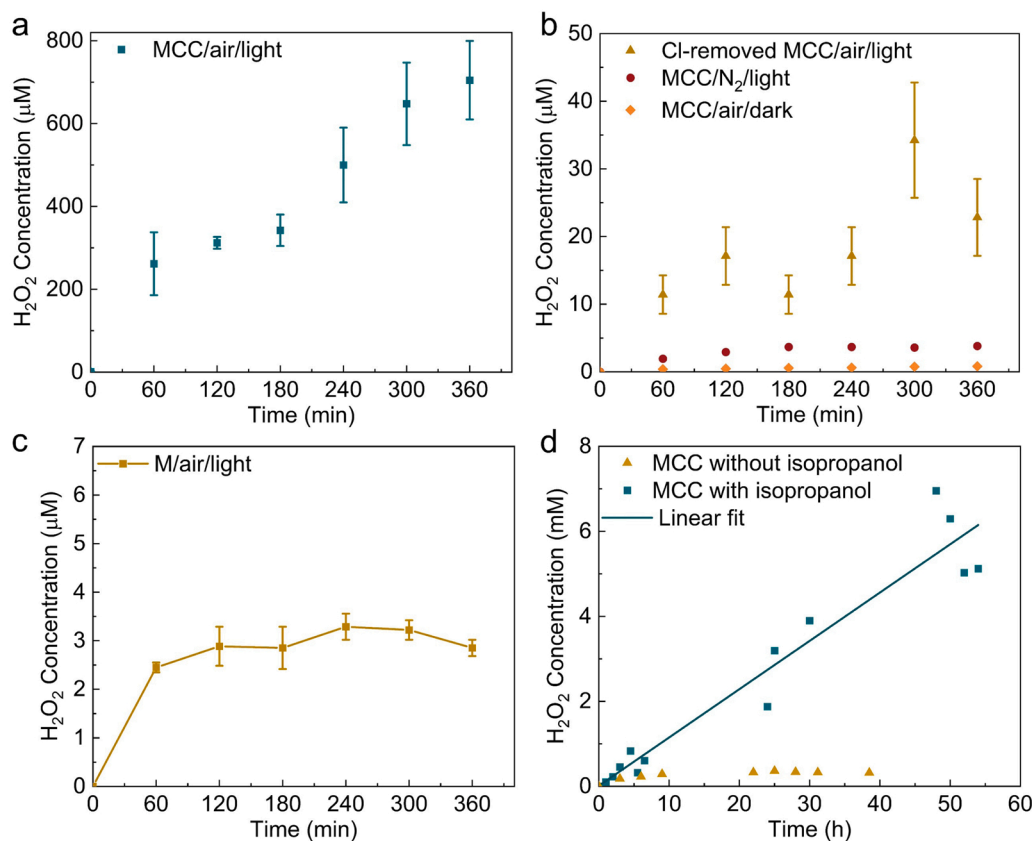 a
MCC/air/light
H₂O₂ Concentration (μM)
800
600
400
200
0
0 60 120 180 240 300 360
Time (min)
b
Cl-removed MCC/air/light
MCC/N₂/light
MCC/air/dark
H₂O₂ Concentration (μM)
50
40
30
20
10
0
0 60 120 180 240 300 360
Time (min)
c
M/air/light
H₂O₂ Concentration (μM)
7
6
5
4
3
2
1
0
0 60 120 180 240 300 360
Time (min)
d
MCC without isopropanol
MCC with isopropanol
Linear fit
H₂O₂ Concentration (mM)
8
6
4
2
0
0 10 20 30 40 50 60
Time (h)